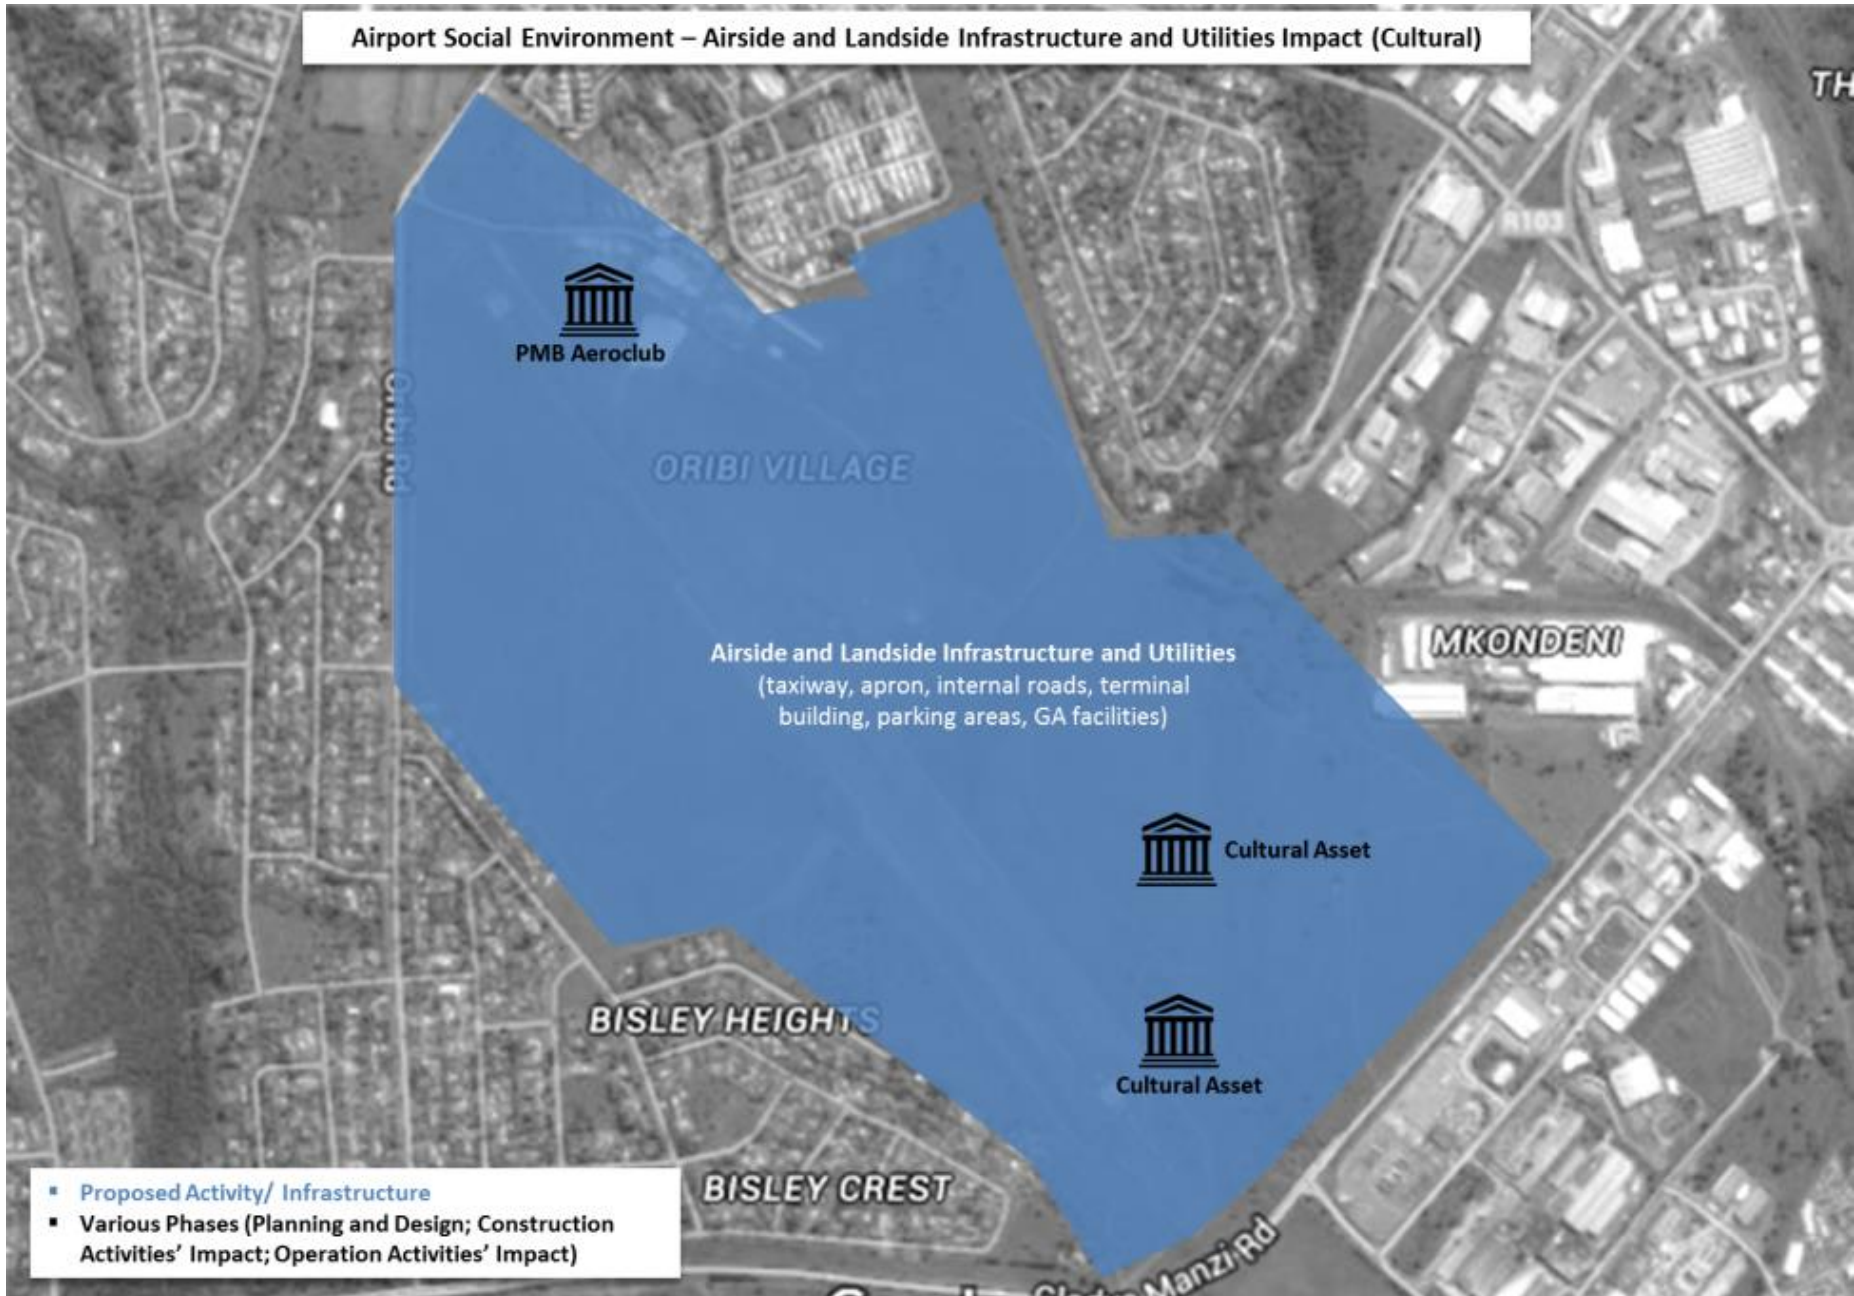 Airport Social Environment – Airside and Landside Infrastructure and Utilities Impact (Cultural)
TH
R103
PMB Aeroclub
ORIBI VILLAGE
MKONDENI
Airside and Landside Infrastructure and Utilities
(taxiway, apron, internal roads, terminal
building, parking areas, GA facilities)
Cultural Asset
BISLEY HEIGHTS
Cultural Asset
BISLEY CREST
▪ Proposed Activity/ Infrastructure
▪ Various Phases (Planning and Design; Construction
Activities’ Impact; Operation Activities’ Impact)
Manzi Rd